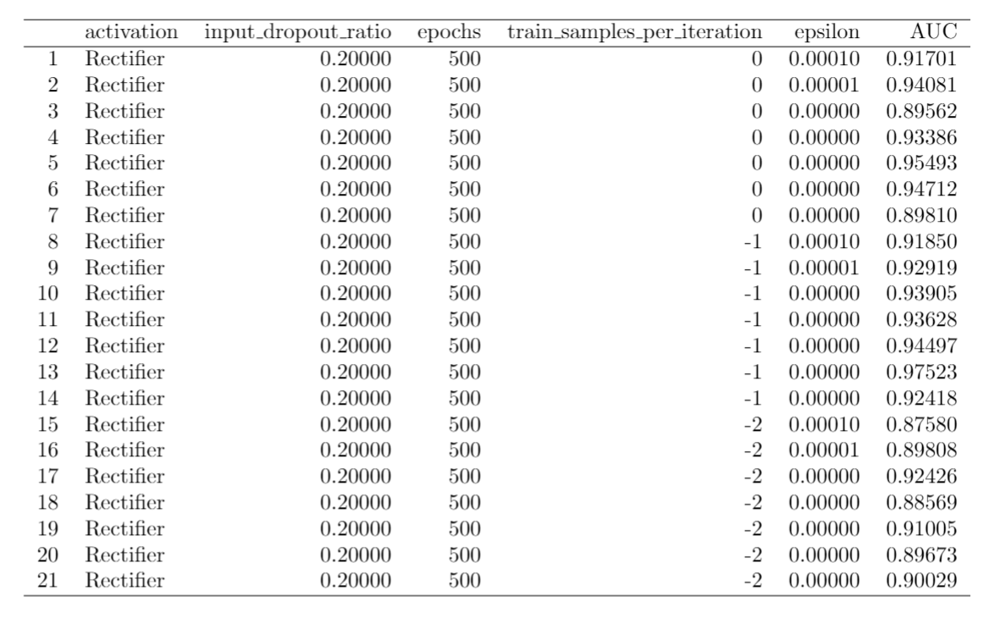 activation input_dropout_ratio epochs train_samples_per_iteration epsilon AUC
1 Rectifier 0.20000 500 0 0.00010 0.91701
2 Rectifier 0.20000 500 0 0.00001 0.94081
3 Rectifier 0.20000 500 0 0.00000 0.89562
4 Rectifier 0.20000 500 0 0.00000 0.93386
5 Rectifier 0.20000 500 0 0.00000 0.95493
6 Rectifier 0.20000 500 0 0.00000 0.94712
7 Rectifier 0.20000 500 0 0.00000 0.89810
8 Rectifier 0.20000 500 -1 0.00010 0.91850
9 Rectifier 0.20000 500 -1 0.00001 0.92919
10 Rectifier 0.20000 500 -1 0.00000 0.93905
11 Rectifier 0.20000 500 -1 0.00000 0.93628
12 Rectifier 0.20000 500 -1 0.00000 0.94497
13 Rectifier 0.20000 500 -1 0.00000 0.97523
14 Rectifier 0.20000 500 -1 0.00000 0.92418
15 Rectifier 0.20000 500 -2 0.00010 0.87580
16 Rectifier 0.20000 500 -2 0.00001 0.89808
17 Rectifier 0.20000 500 -2 0.00000 0.92426
18 Rectifier 0.20000 500 -2 0.00000 0.88569
19 Rectifier 0.20000 500 -2 0.00000 0.91005
20 Rectifier 0.20000 500 -2 0.00000 0.89673
21 Rectifier 0.20000 500 -2 0.00000 0.90029